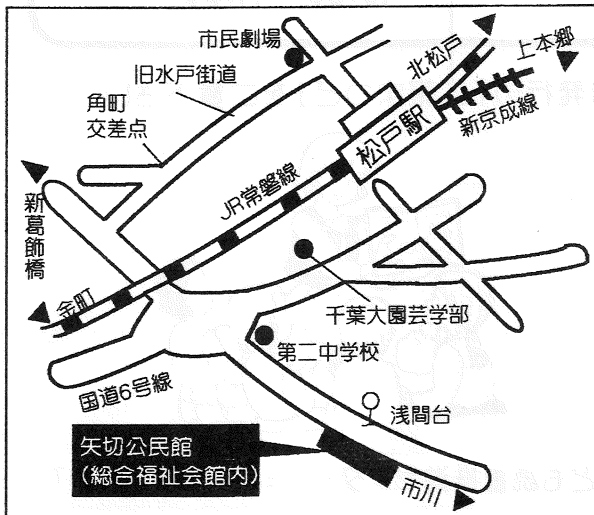 市民劇場
北松戸
上本郷
旧水戸街道
角町
交差点
松戸駅
新京成線
JR常磐線
新葛飾橋
金町
千葉大園芸学部
第二中学校
国道6号線
浅間台
矢切公民館
(総合福祉会館内)
市川